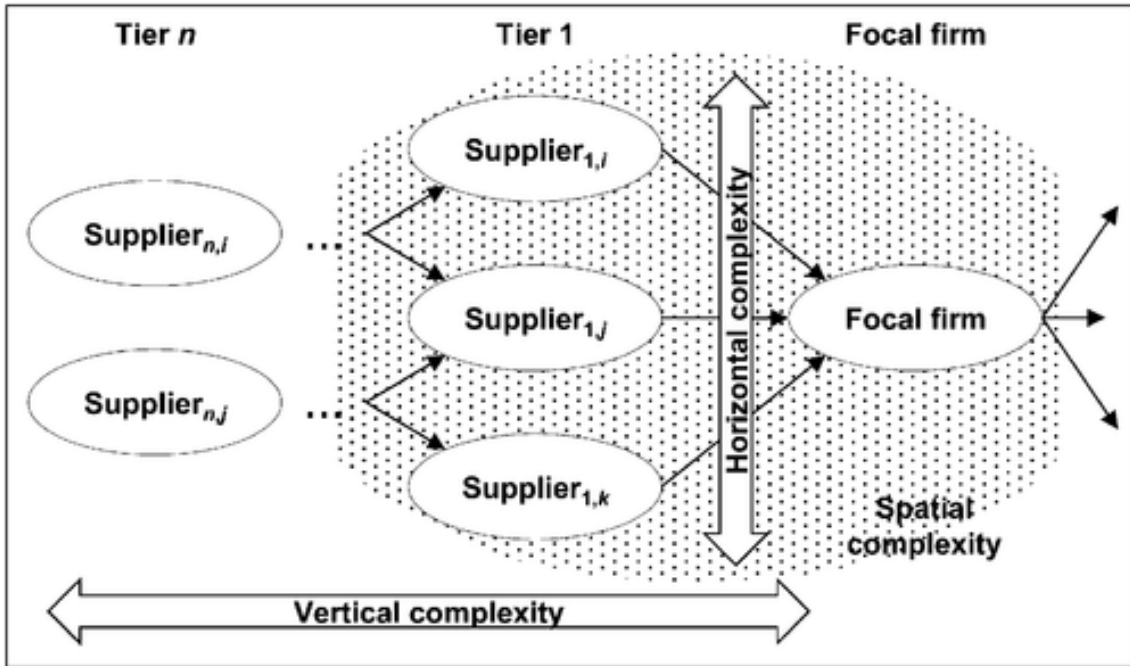 Tier n
Tier 1
Focal firm
Supplier1,i
Horizontal complexity
Suppliern,i
...
Supplier1,j
Focal firm
Suppliern,j
...
Supplier1,k
Spatial
complexity
Vertical complexity